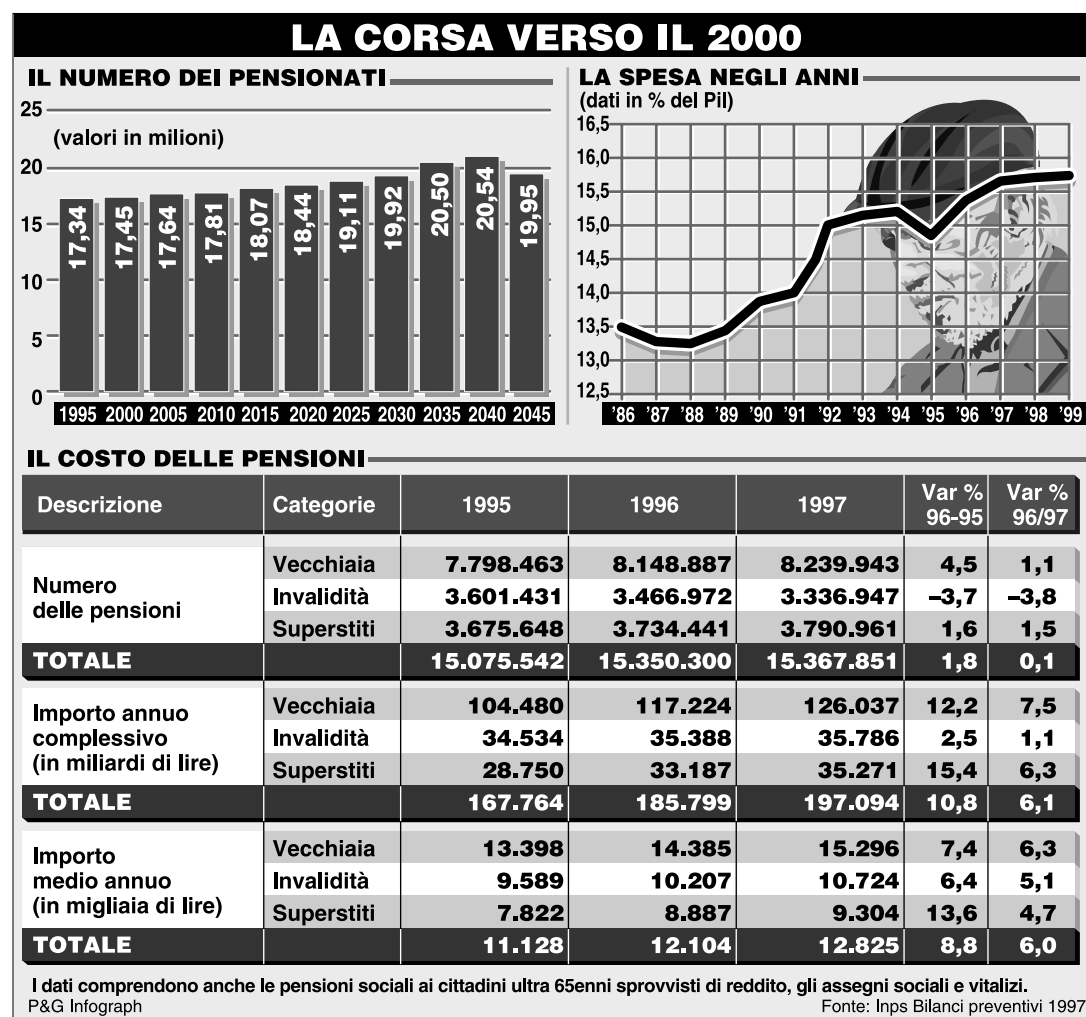 LA CORSA VERSO IL 2000
IL NUMERO DEI PENSIONATI
(valori in milioni)
25
20
15
10
5
0
17,34 17,45 17,64 17,81 18,07 18,44 19,11 19,92 20,50 20,54 19,95
1995 2000 2005 2010 2015 2020 2025 2030 2035 2040 2045
LA SPESA NEGLI ANNI
(dati in % del Pil)
16,5
16,0
15,5
15,0
14,5
14,0
13,5
13,0
12,5
'86 '87 '88 '89 '90 '91 '92 '93 '94 '95 '96 '97 '98 '99
IL COSTO DELLE PENSIONI
Descrizione Categorie 1995 1996 1997 Var % 96-95 Var % 96/97
Numero delle pensioni
Vecchiaia 7.798.463 8.148.887 8.239.943 4,5 1,1
Invalidità 3.601.431 3.466.972 3.336.947 –3,7 –3,8
Superstiti 3.675.648 3.734.441 3.790.961 1,6 1,5
TOTALE 15.075.542 15.350.300 15.367.851 1,8 0,1
Importo annuo complessivo (in miliardi di lire)
Vecchiaia 104.480 117.224 126.037 12,2 7,5
Invalidità 34.534 35.388 35.786 2,5 1,1
Superstiti 28.750 33.187 35.271 15,4 6,3
TOTALE 167.764 185.799 197.094 10,8 6,1
Importo medio annuo (in migliaia di lire)
Vecchiaia 13.398 14.385 15.296 7,4 6,3
Invalidità 9.589 10.207 10.724 6,4 5,1
Superstiti 7.822 8.887 9.304 13,6 4,7
TOTALE 11.128 12.104 12.825 8,8 6,0
I dati comprendono anche le pensioni sociali ai cittadini ultra 65enni sprovvisti di reddito, gli assegni sociali e vitalizi.
P&G Infograph Fonte: Inps Bilanci preventivi 1997